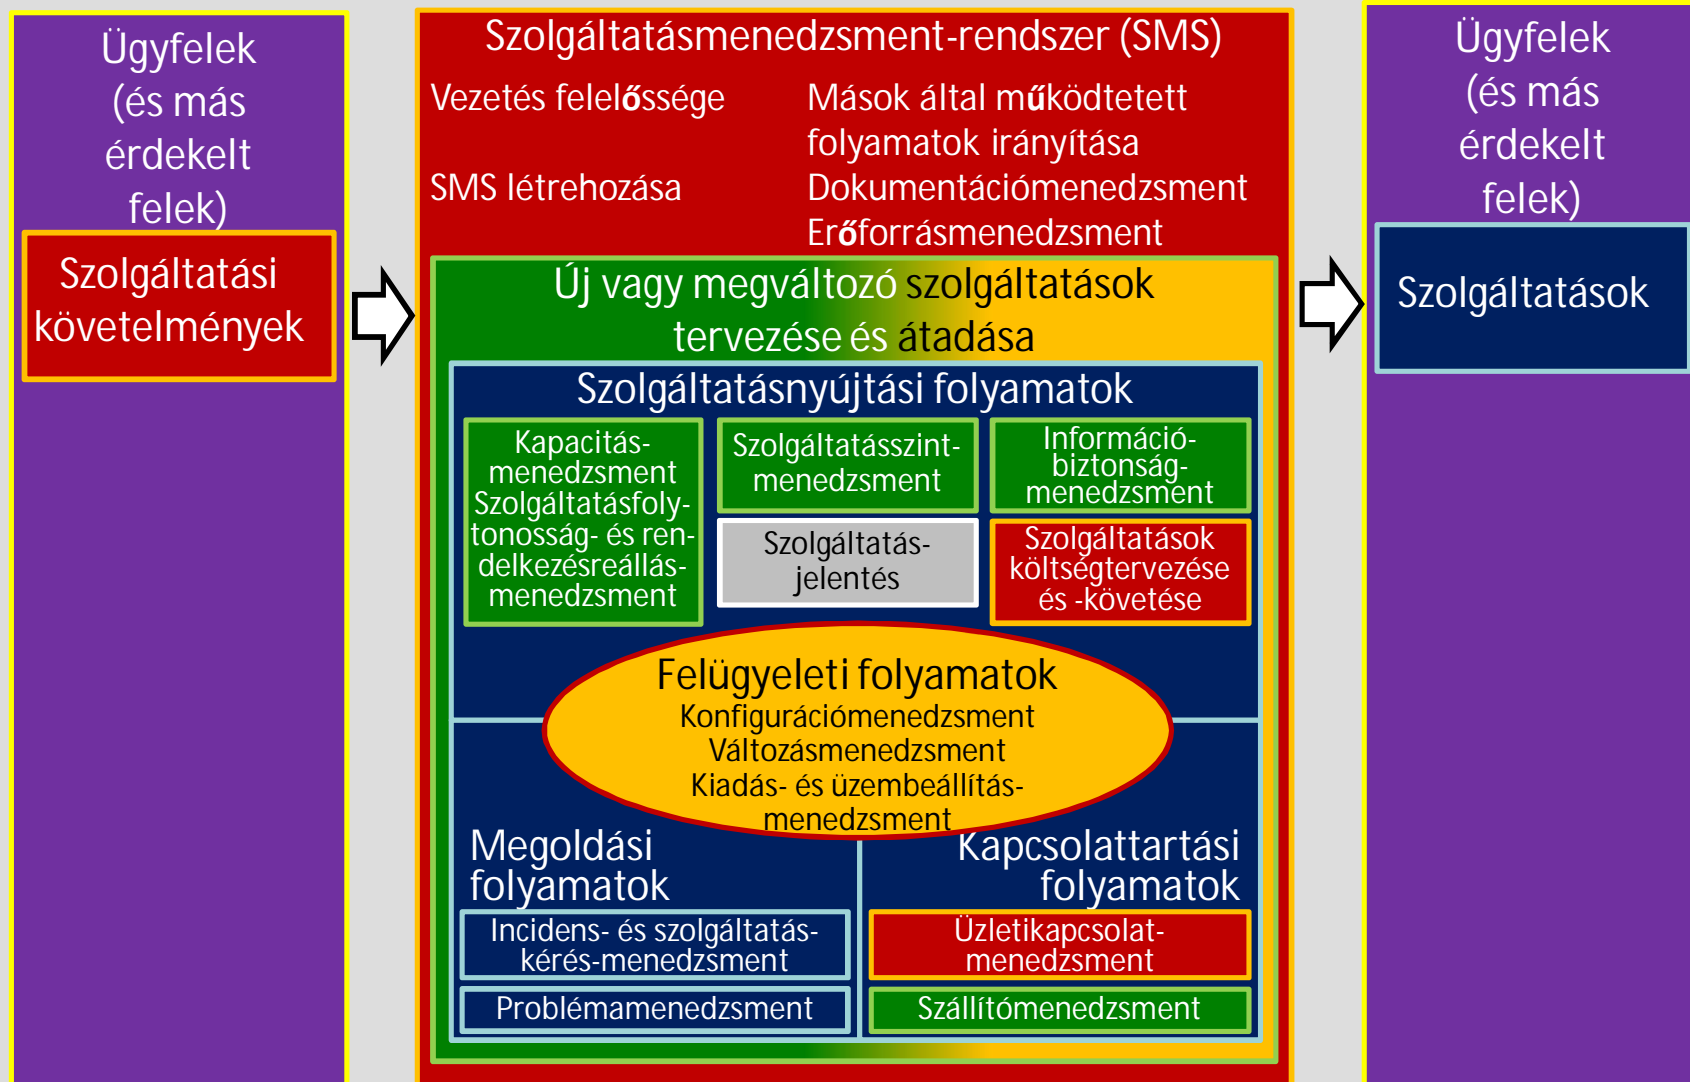 Ügyfelek
(és más
érdekelt
felek)
Szolgáltatási
követelmények
Szolgáltatásmenedzsment-rendszer (SMS)
Vezetés felelőssége
SMS létrehozása
Mások által működtetett
folyamatok irányítása
Dokumentációmenedzsment
Erőforrásmenedzsment
Új vagy megváltozó szolgáltatások
tervezése és átadása
Szolgáltatásnyújtási folyamatok
Kapacitás-
menedzsment
Szolgáltatásfoly-
tonosság- és ren-
delkezésreállás-
menedzsment
Szolgáltatásszint-
menedzsment
Szolgáltatás-
jelentés
Információ-
biztonság-
menedzsment
Szolgáltatások
költségtervezése
és -követése
Felügyeleti folyamatok
Konfigurációmenedzsment
Változásmenedzsment
Kiadás- és üzembeállítás-
menedzsment
Megoldási
folyamatok
Incidens- és szolgáltatás-
kérés-menedzsment
Problémamenedzsment
Kapcsolattartási
folyamatok
Üzletikapcsolat-
menedzsment
Szállítómenedzsment
Ügyfelek
(és más
érdekelt
felek)
Szolgáltatások